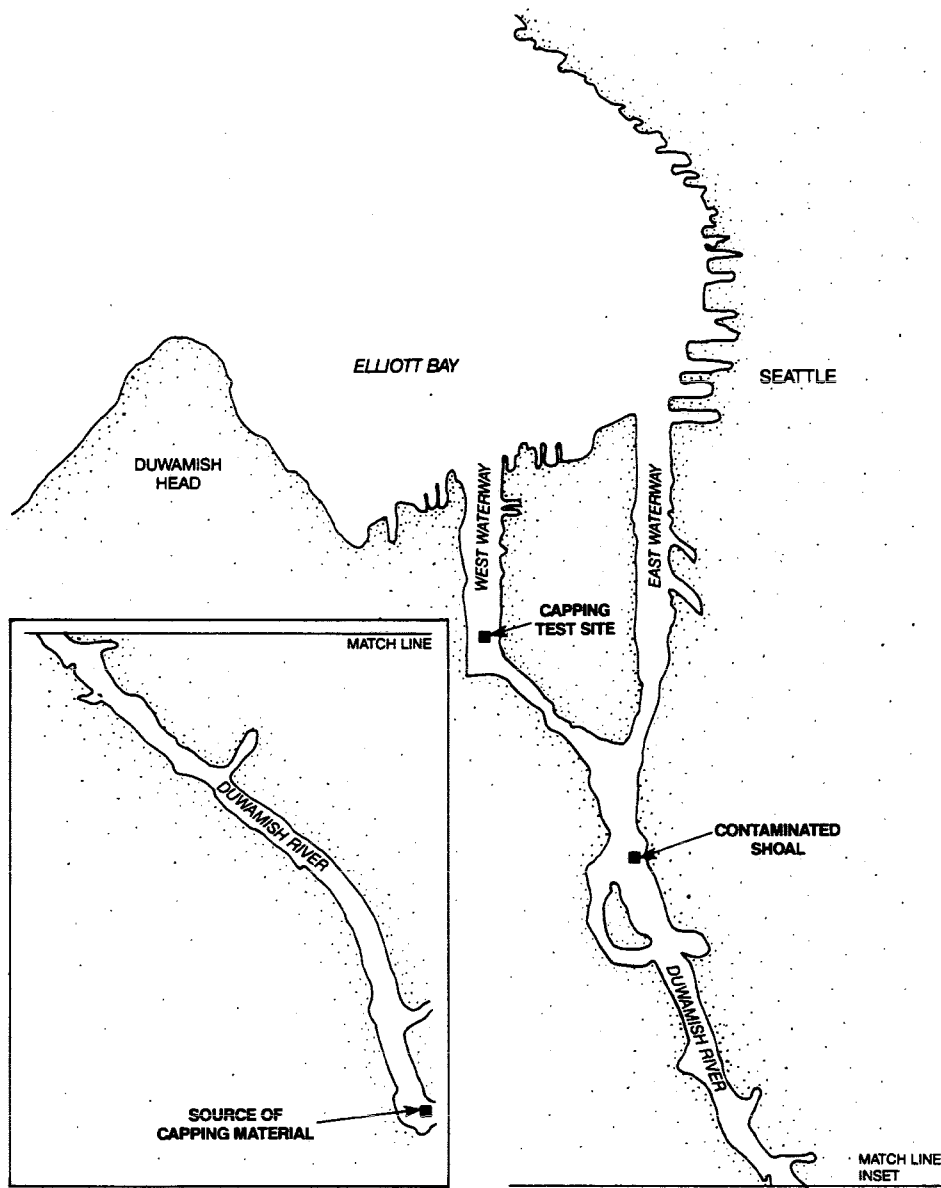 ELLIOTT BAY
SEATTLE
DUWAMISH
HEAD
WEST WATERWAY
EAST WATERWAY
CAPPING
TEST SITE
MATCH LINE
DUWAMISH RIVER
CONTAMINATED
SHOAL
DUWAMISH RIVER
SOURCE OF
CAPPING MATERIAL
MATCH LINE
INSET